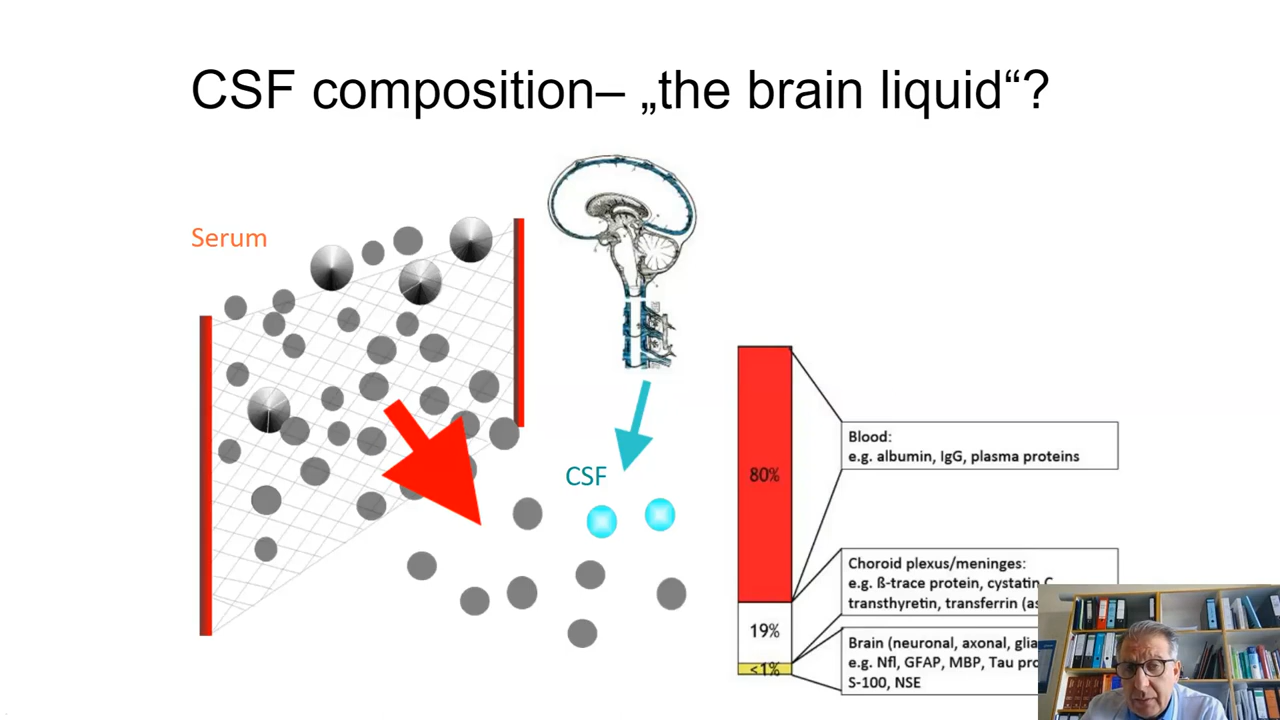 CSF composition– „the brain liquid“?
Serum
CSF
80%
19%
<1%
Blood:
e.g. albumin, IgG, plasma proteins
Choroid plexus/meninges:
e.g. ß-trace protein, cystatin C
transthyretin, transferrin (as
Brain (neuronal, axonal, glia
e.g. Nfl, GFAP, MBP, Tau pro
S-100, NSE